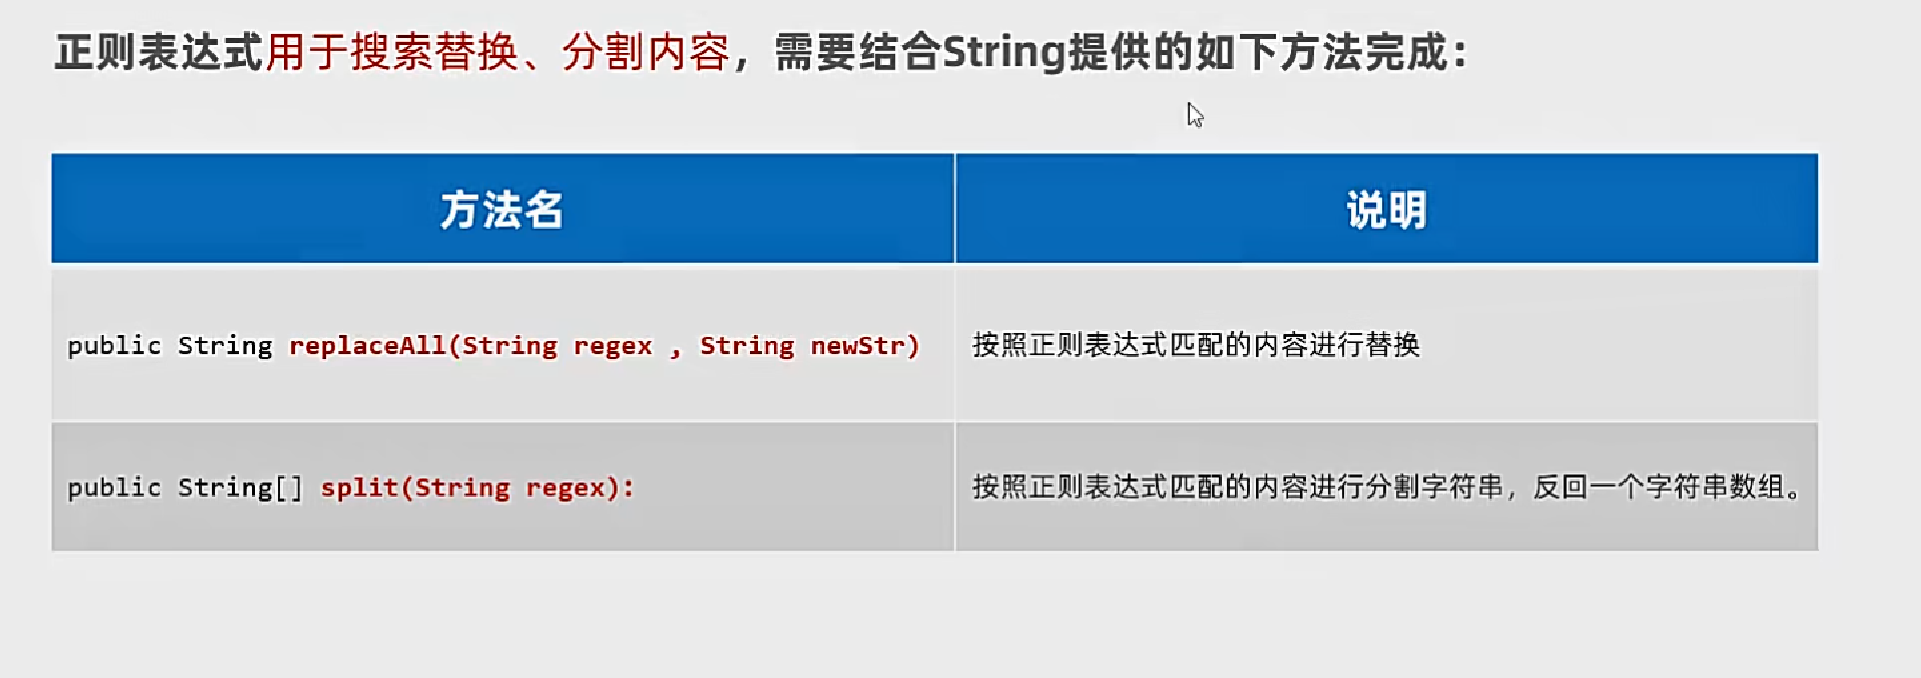 正则表达式用于搜索替换、分割内容，需要结合String提供的如下方法完成：
方法名 说明
public String replaceAll(String regex , String newStr) 按照正则表达式匹配的内容进行替换
public String[] split(String regex): 按照正则表达式匹配的内容进行分割字符串，反回一个字符串数组。